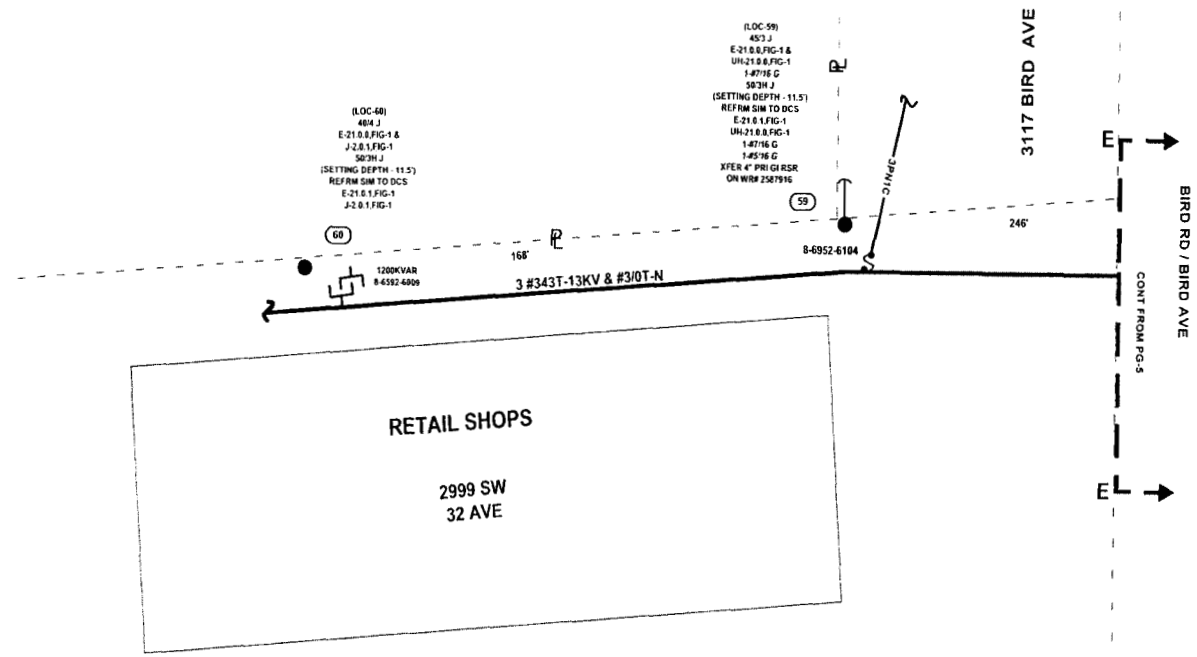 (LOC-59)
45/3 J
E-21.0.0,FIG-1 &
UH-21.0.0,FIG-1
1-#7/16 G
50/3H J
(SETTING DEPTH - 11.5')
REFRM SIM TO DCS
E-21.0.1,FIG-1
UH-21.0.0,FIG-1
1-#7/16 G
1-#5/16 G
XFER 4" PRI GI RSR
ON WR# 2587916
PL
3117 BIRD AVE
(LOC-60)
40/4 J
E-21.0.0,FIG-1 &
J-2.0.1,FIG-1
50/3H J
(SETTING DEPTH - 11.5')
REFRM SIM TO DCS
E-21.0.1,FIG-1
J-2.0.1,FIG-1
3PN1C
E
59
60
168'
PL
8-6952-6104
246'
1200KVAR
8-6592-6009
3 #343T-13KV & #3/0T-N
BIRD RD / BIRD AVE
CONT FROM PG-5
RETAIL SHOPS
2999 SW
32 AVE
E